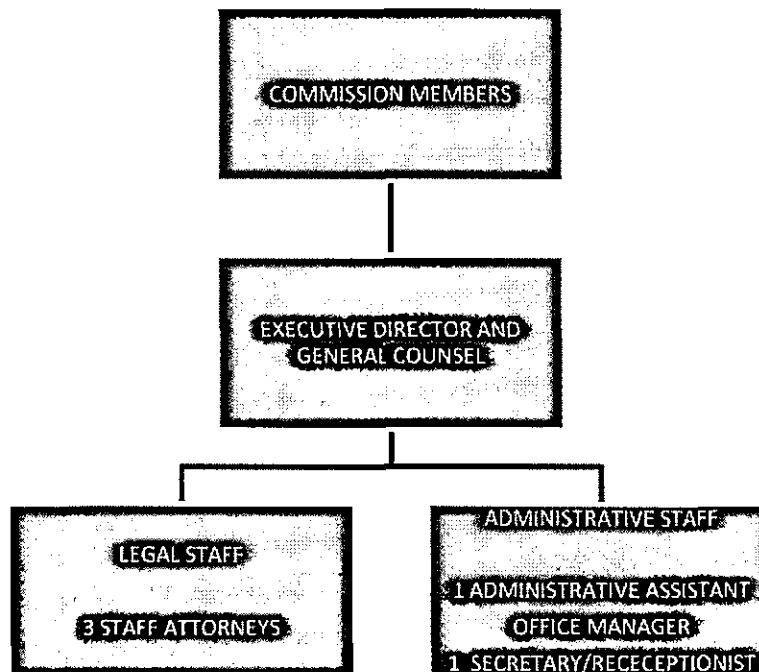 COMMISSION MEMBERS
EXECUTIVE DIRECTOR AND
GENERAL COUNSEL
LEGAL STAFF
3 STAFF ATTORNEYS
ADMINISTRATIVE STAFF
1 ADMINISTRATIVE ASSISTANT
OFFICE MANAGER
1 SECRETARY/RECECEPTIONIST